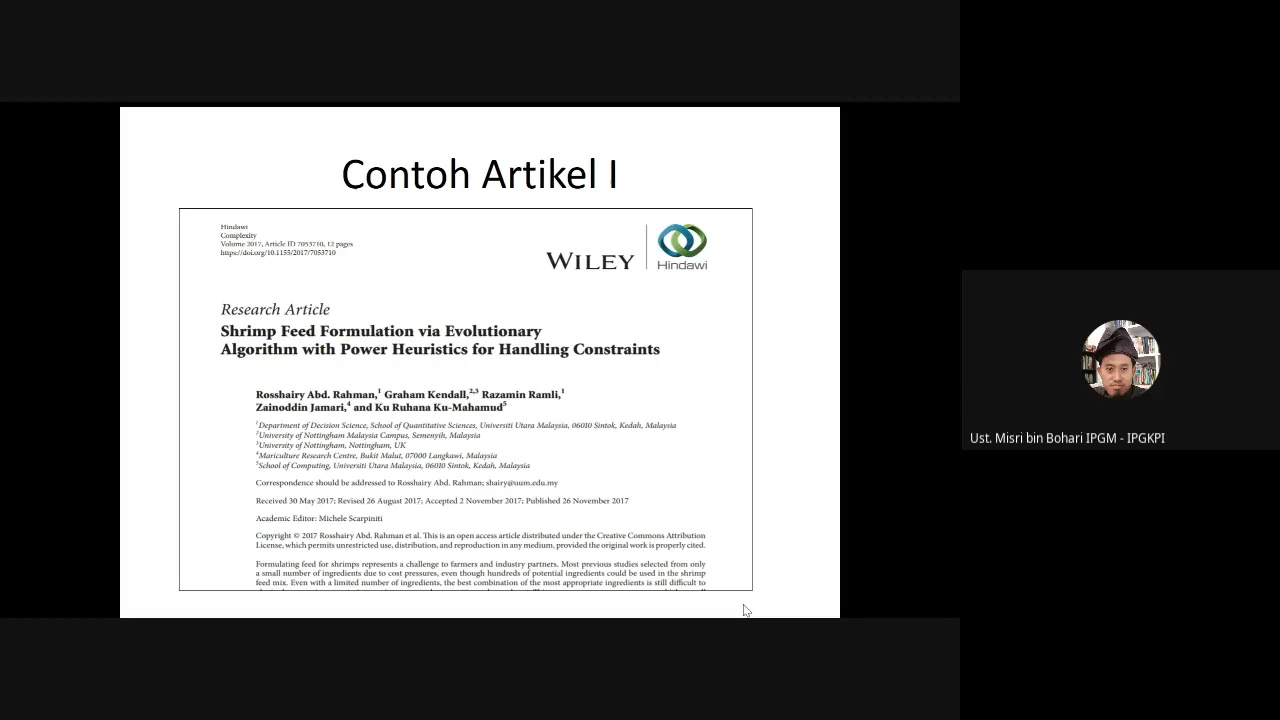 Contoh Artikel I
Hindawi
Complexity
Volume 2017, Article ID 7053710, 12 pages
https://doi.org/10.1155/2017/7053710
WILEY
Hindawi
Research Article
Shrimp Feed Formulation via Evolutionary
Algorithm with Power Heuristics for Handling Constraints
Rosshairy Abd. Rahman,1 Graham Kendall,2,3 Razamin Ramli,1
Zainoddin Jamari,4 and Ku Ruhana Ku-Mahamud5
1Department of Decision Science, School of Quantitative Sciences, Universiti Utara Malaysia, 06010 Sintok, Kedah, Malaysia
2University of Nottingham Malaysia Campus, Semenyih, Malaysia
3University of Nottingham, Nottingham, UK
4Mariculture Research Centre, Bukit Malut, 07000 Langkawi, Malaysia
5School of Computing, Universiti Utara Malaysia, 06010 Sintok, Kedah, Malaysia
Correspondence should be addressed to Rosshairy Abd. Rahman; shairy@uum.edu.my
Received 30 May 2017; Revised 26 August 2017; Accepted 2 November 2017; Published 26 November 2017
Academic Editor: Michele Scarpiniti
Copyright © 2017 Rosshairy Abd. Rahman et al. This is an open access article distributed under the Creative Commons Attribution
License, which permits unrestricted use, distribution, and reproduction in any medium, provided the original work is properly cited.
Formulating feed for shrimps represents a challenge to farmers and industry partners. Most previous studies selected from only
a small number of ingredients due to cost pressures, even though hundreds of potential ingredients could be used in the shrimp
feed mix. Even with a limited number of ingredients, the best combination of the most appropriate ingredients is still difficult to
Ust. Misri bin Bohari IPGM - IPGKPI